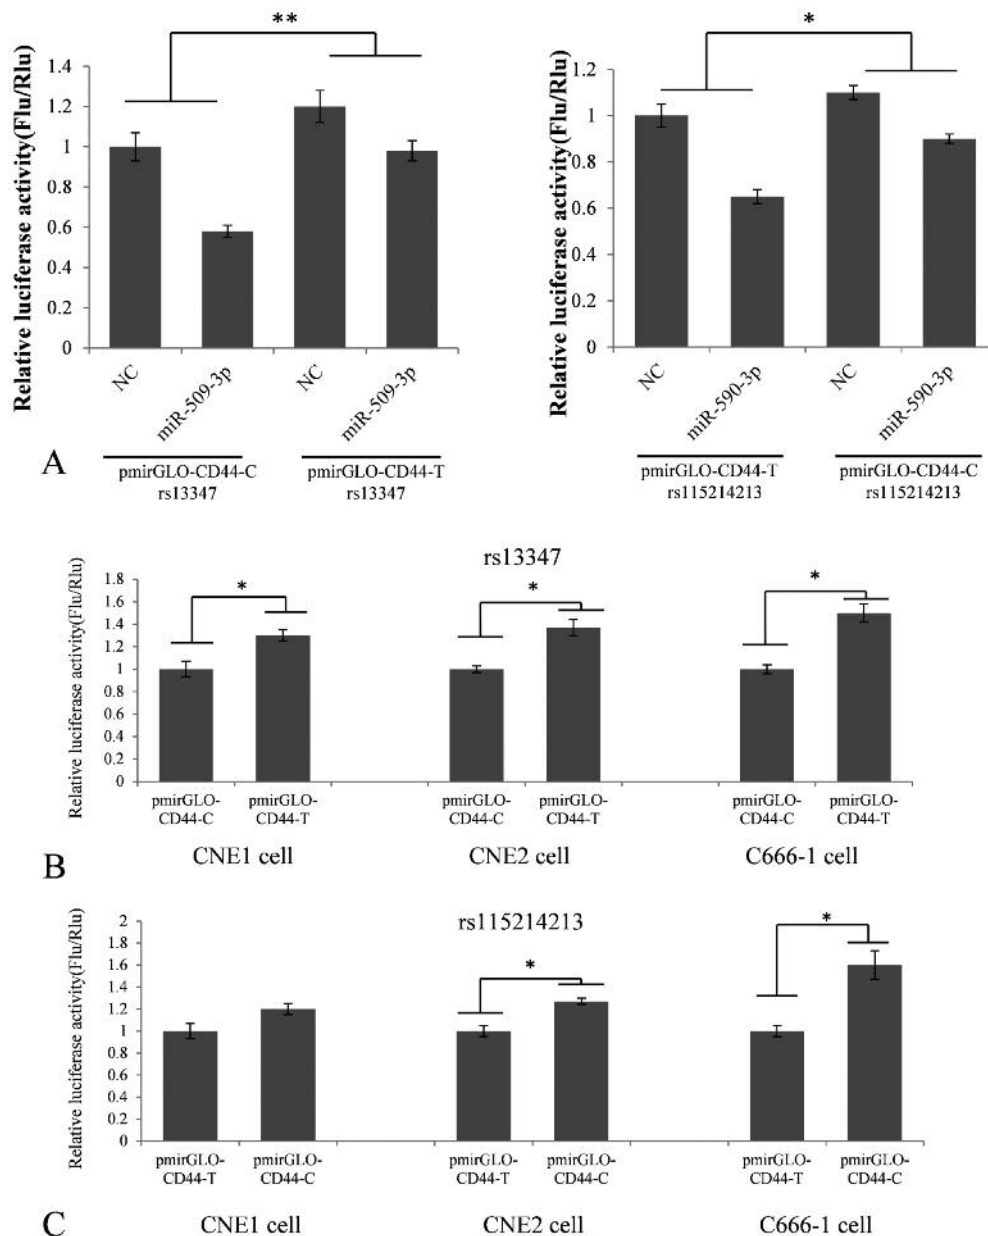 ** *
Relative luciferase activity(Flu/Rlu)
1.4
1.2
1
0.8
0.6
0.4
0.2
0
NC miR-509-3p NC miR-509-3p
pmirGLO-CD44-C pmirGLO-CD44-T
rs13347 rs13347
Relative luciferase activity(Flu/Rlu)
1.2
1
0.8
0.6
0.4
0.2
0
NC miR-590-3p NC miR-590-3p
pmirGLO-CD44-T pmirGLO-CD44-C
rs115214213 rs115214213
A
rs13347
Relative luciferase activity(Flu/Rlu)
1.8
1.6
1.4
1.2
1
0.8
0.6
0.4
0.2
0
* * *
pmirGLO- pmirGLO- pmirGLO- pmirGLO- pmirGLO- pmirGLO-
CD44-C CD44-T CD44-C CD44-T CD44-C CD44-T
CNE1 cell CNE2 cell C666-1 cell
B
rs115214213
Relative luciferase activity(Flu/Rlu)
2
1.8
1.6
1.4
1.2
1
0.8
0.6
0.4
0.2
0
* *
pmirGLO- pmirGLO- pmirGLO- pmirGLO- pmirGLO- pmirGLO-
CD44-T CD44-C CD44-T CD44-C CD44-T CD44-C
CNE1 cell CNE2 cell C666-1 cell
C